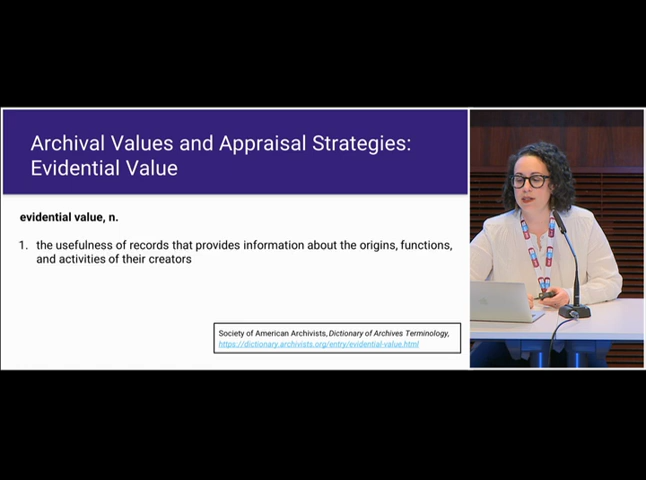 Archival Values and Appraisal Strategies:
Evidential Value
evidential value, n.
1. the usefulness of records that provides information about the origins, functions,
and activities of their creators
Society of American Archivists, Dictionary of Archives Terminology,
https://dictionary.archivists.org/entry/evidential-value.html